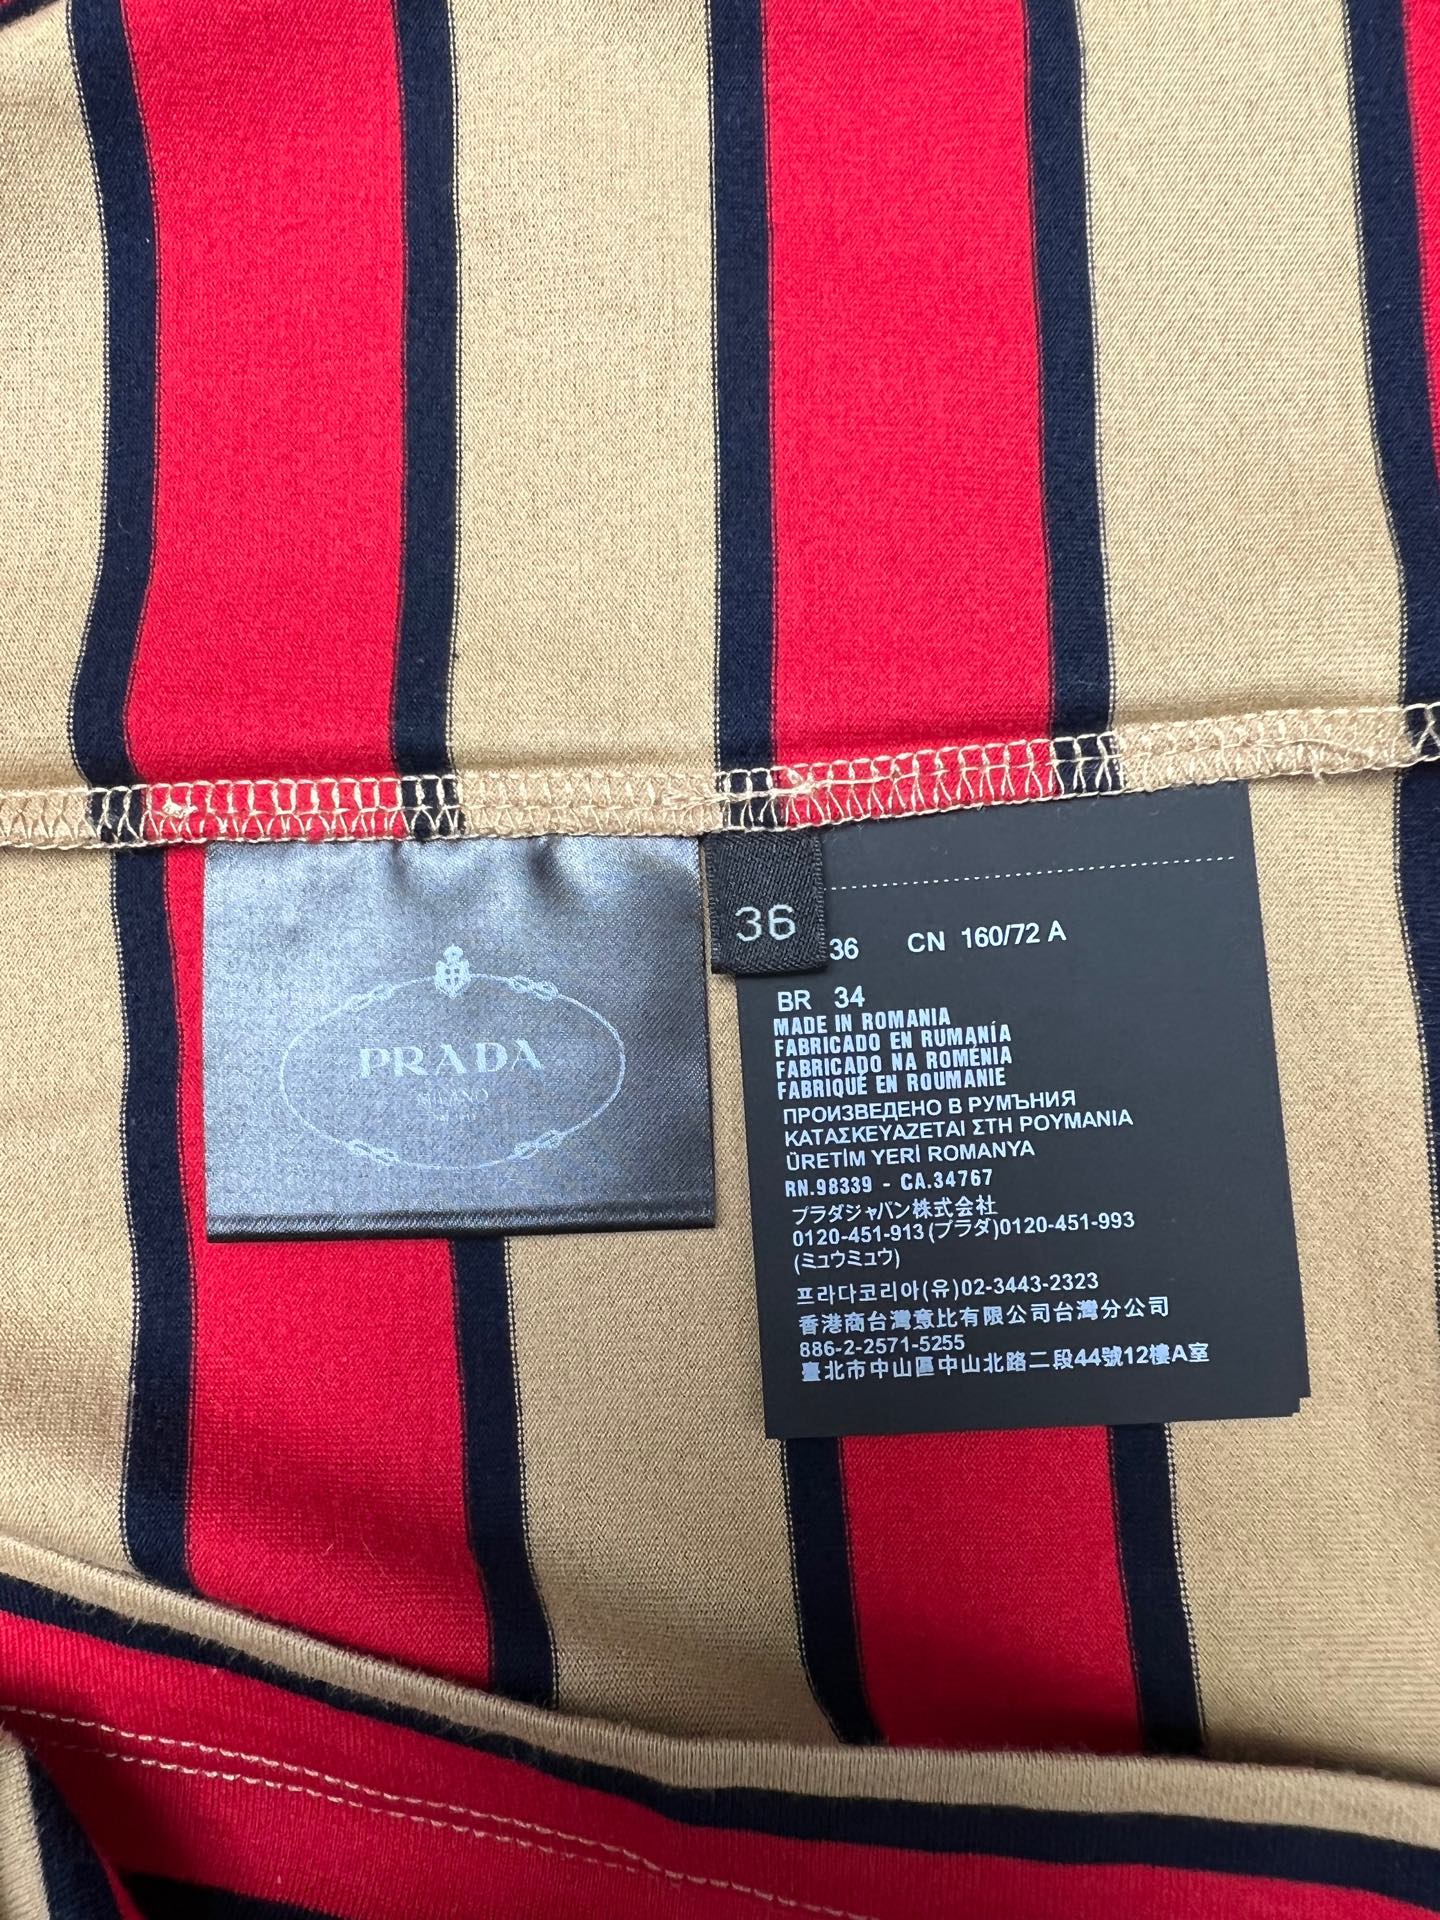 PRADA
MILANO
36
36 CN 160/72 A
BR 34
MADE IN ROMANIA
FABRICADO EN RUMANÍA
FABRICADO NA ROMÉNIA
FABRIQUÉ EN ROUMANIE
ПРОИЗВЕДЕНО В РУМЪНИЯ
ΚΑΤΑΣΚΕΥΑΖΕΤΑΙ ΣΤΗ ΡΟΥΜΑΝΙΑ
ÜRETİM YERİ ROMANYA
RN.98339 - CA.34767
プラダジャパン株式会社
0120-451-913(プラダ)0120-451-993
(ミュウミュウ)
프라다코리아(유)02-3443-2323
香港商台灣意比有限公司台灣分公司
886-2-2571-5255
臺北市中山區中山北路二段44號12樓A室